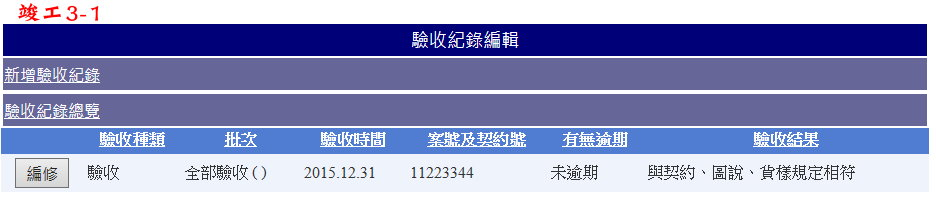 竣工3-1
驗收紀錄編輯
新增驗收紀錄
驗收紀錄總覽
驗收種類 批次 驗收時間 案號及契約號 有無逾期 驗收結果
編修 驗收 全部驗收 ( ) 2015.12.31 11223344 未逾期 與契約、圖說、貨樣規定相符